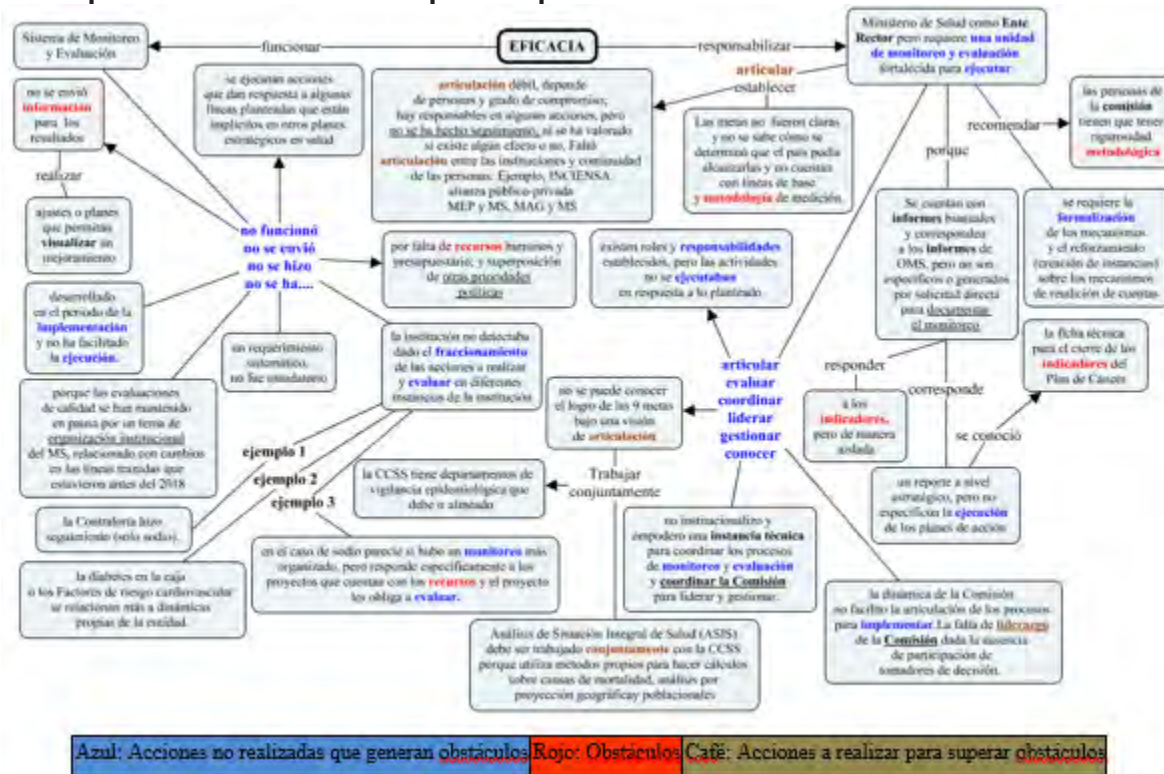 EFICACIA
funcionar
responsabilizar
Sistema de Monitoreo
y Evaluación
Ministerio de Salud como Ente
Rector pero requiere una unidad
de monitoreo y evaluación
fortalecida para ejecutar
no se envió
información
para los
resultados
realizar
ajustes o planes
que permitan
visualizar un
mejoramiento
se ejecutan acciones
que dan respuesta a algunas
líneas planteadas que están
implícitos en otros planes
estratégicos en salud
articulación débil, depende
de personas y grado de compromiso;
hay responsables en algunas acciones, pero
no se ha hecho seguimiento, ni se ha valorado
si existe algún efecto o no. Faltó
articulación entre las instituciones y continuidad
de las personas. Ejemplo, INCIENSA
alianza público-privada
MEP y MS, MAG y MS
articular
establecer
Las metas no fueron claras
y no se sabe cómo se
determinó que el país podía
alcanzarlas y no cuentan
con líneas de base
y metodología de medición.
recomendar
las personas de
la comisión
tienen que tener
rigurosidad
metodológica
porque
Se cuentan con
informes bianuales
y corresponden
a los informes de
OMS, pero no son
específicos o generados
por solicitud directa
para documentar
el monitoreo
se requiere la
formalización
de los mecanismos
y el reforzamiento
(creación de instancias)
sobre los mecanismos
de rendición de cuentas
no funcionó
no se envió
no se hizo
no se ha....
por falta de recursos humanos y
presupuestario; y superposición
de otras prioridades
políticas
existen roles y responsabilidades
establecidos, pero las actividades
no se ejecutaban
en respuesta a lo planteado
desarrollado
en el periodo de la
implementación
y no ha facilitado
la ejecución.
un requerimiento
sistemático,
no fue mandatorio
la institución no detectaba
dado el fraccionamiento
de las acciones a realizar
y evaluar en diferentes
instancias de la institución
porque las evaluaciones
de calidad se han mantenido
en pausa por un tema de
organización institucional
del MS, relacionado con cambios
en las líneas trazadas que
estuvieron antes del 2018
ejemplo 1
ejemplo 2
ejemplo 3
la Contraloría hizo
seguimiento (solo sodio).
la diabetes en la caja
o los Factores de riesgo cardiovascular
se relacionan más a dinámicas
propias de la entidad.
en el caso de sodio pareció si hubo un monitoreo más
organizado, pero responde específicamente a los
proyectos que cuentan con los recursos y el proyecto
los obliga a evaluar.
no se puede conocer
el logro de las 9 metas
bajo una visión
de articulación
Trabajar
conjuntamente
la CCSS tiene departamentos de
vigilancia epidemiológica que
debe ir alineado
Análisis de Situación Integral de Salud (ASIS)
debe ser trabajado conjuntamente con la CCSS
porque utiliza métodos propios para hacer cálculos
sobre causas de mortalidad, análisis por
proyección geográfica y poblacionales
articular
evaluar
coordinar
liderar
gestionar
conocer
no institucionalizo y
empodero una instancia técnica
para coordinar los procesos
de monitoreo y evaluación
y coordinar la Comisión
para liderar y gestionar.
responder
a los
indicadores,
pero de manera
aislada
corresponde
la ficha técnica
para el cierre de los
indicadores del
Plan de Cáncer
se conoció
un reporte a nivel
estratégico, pero no
especifican la ejecución
de los planes de acción
la dinámica de la Comisión
no facilito la articulación de los procesos
para implementar. La falta de liderazgo
de la Comisión dada la ausencia
de participación de
tomadores de decisión.
Azul: Acciones no realizadas que generan obstáculos Rojo: Obstáculos Café: Acciones a realizar para superar obstáculos